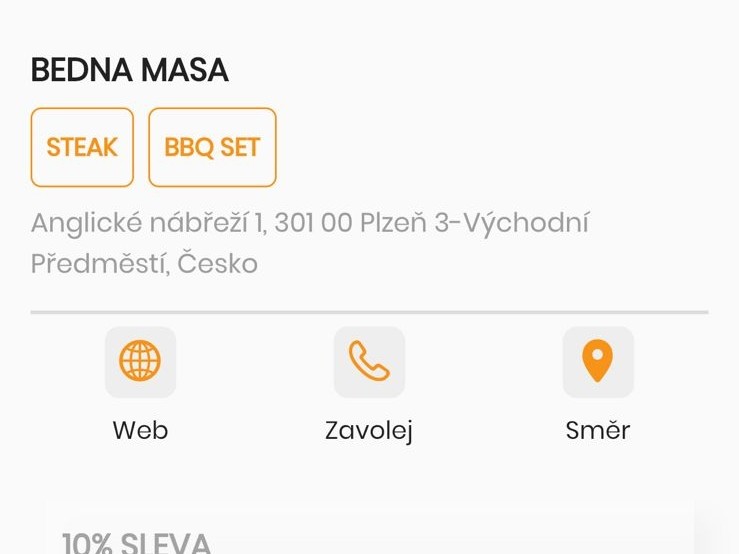 BEDNA MASA
STEAK BBQ SET
Anglické nábřeží 1, 301 00 Plzeň 3-Východní
Předměstí, Česko
Web Zavolej Směr
10% SLEVA